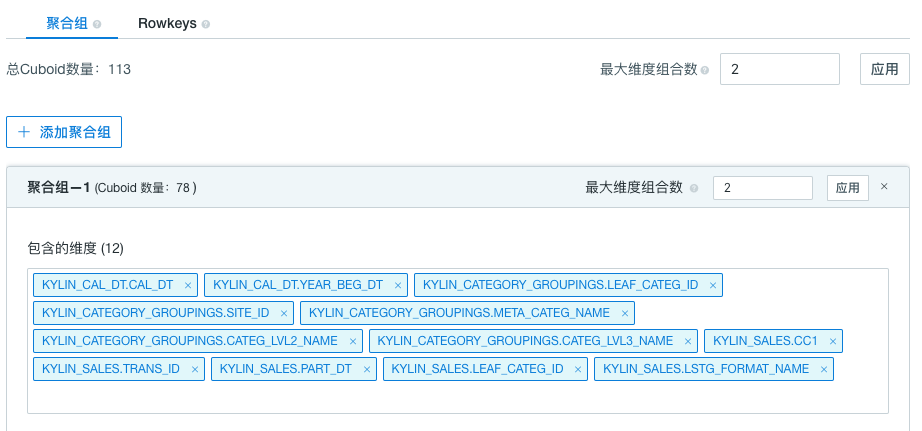 聚合组 Rowkeys
总Cuboid数量：113 最大维度组合数 2 应用
+ 添加聚合组
聚合组—1 (Cuboid 数量：78 ) 最大维度组合数 2 应用 ×
包含的维度 (12)
KYLIN_CAL_DT.CAL_DT × KYLIN_CAL_DT.YEAR_BEG_DT × KYLIN_CATEGORY_GROUPINGS.LEAF_CATEG_ID ×
KYLIN_CATEGORY_GROUPINGS.SITE_ID × KYLIN_CATEGORY_GROUPINGS.META_CATEG_NAME ×
KYLIN_CATEGORY_GROUPINGS.CATEG_LVL2_NAME × KYLIN_CATEGORY_GROUPINGS.CATEG_LVL3_NAME × KYLIN_SALES.CC1 ×
KYLIN_SALES.TRANS_ID × KYLIN_SALES.PART_DT × KYLIN_SALES.LEAF_CATEG_ID × KYLIN_SALES.LSTG_FORMAT_NAME ×